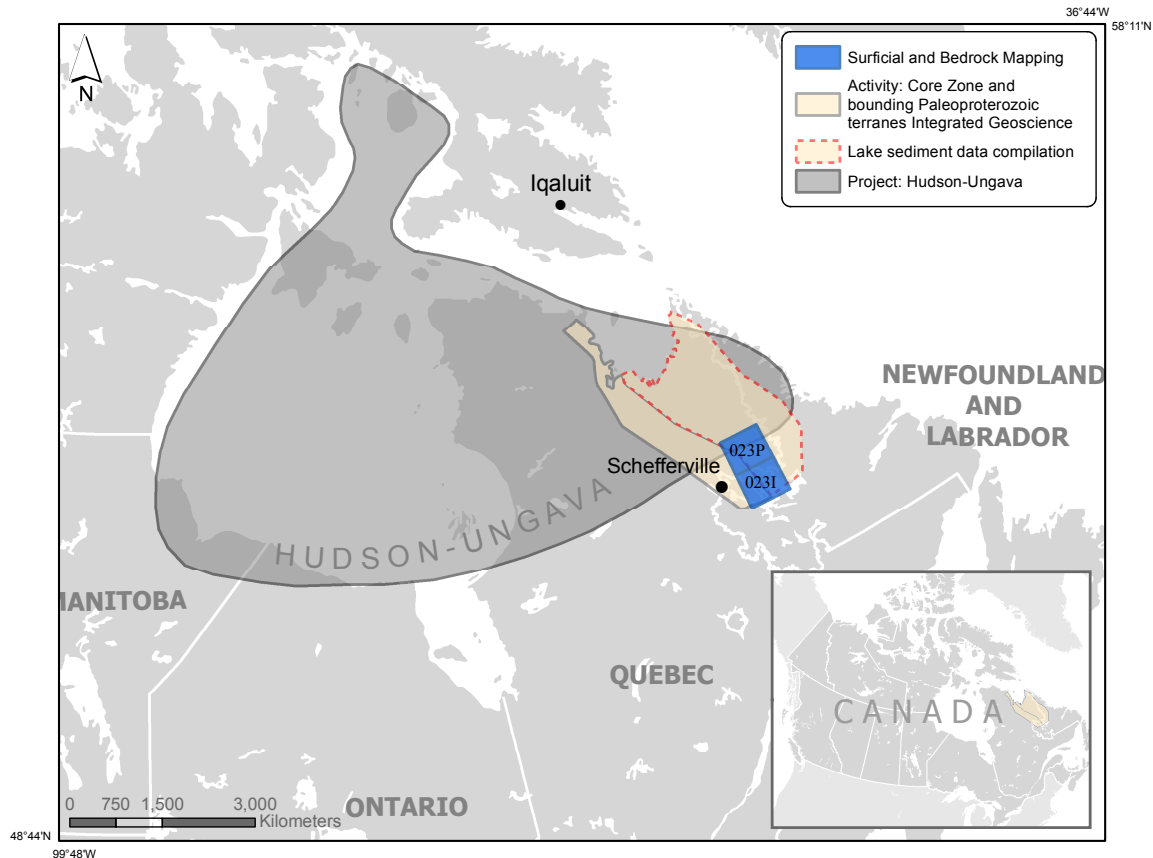 36°44'W
58°11'N
N
Surficial and Bedrock Mapping
Activity: Core Zone and
bounding Paleoproterozoic
terranes Integrated Geoscience
Lake sediment data compilation
Project: Hudson-Ungava
Iqaluit
NEWFOUNDLAND
AND
LABRADOR
023P
Schefferville
023I
HUDSON-UNGAVA
MANITOBA
QUEBEC
CANADA
0 750 1,500 3,000
Kilometers
ONTARIO
48°44'N
99°48'W